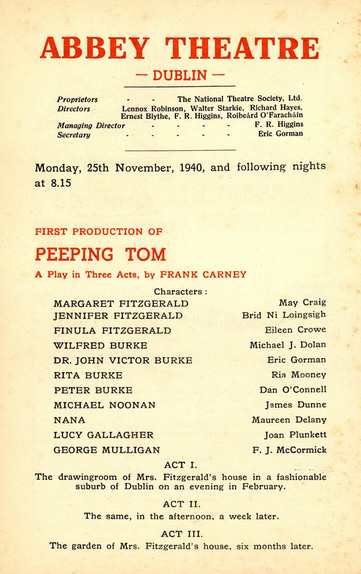 ABBEY THEATRE
— DUBLIN —
Proprietors - - The National Theatre Society, Ltd.
Directors - Lennox Robinson, Walter Starkie, Richard Hayes,
Ernest Blythe, F. R. Higgins, Roibeárd O'Faracháin
Managing Director - - - - F. R. Higgins
Secretary - - - - - Eric Gorman
Monday, 25th November, 1940, and following nights
at 8.15
FIRST PRODUCTION OF
PEEPING TOM
A Play in Three Acts, by FRANK CARNEY
Characters :
MARGARET FITZGERALD May Craig
JENNIFER FITZGERALD Brid Ni Loingsigh
FINULA FITZGERALD Eileen Crowe
WILFRED BURKE Michael J. Dolan
DR. JOHN VICTOR BURKE Eric Gorman
RITA BURKE Ria Mooney
PETER BURKE Dan O'Connell
MICHAEL NOONAN James Dunne
NANA Maureen Delany
LUCY GALLAGHER Joan Plunkett
GEORGE MULLIGAN F. J. McCormick
ACT I.
The drawingroom of Mrs. Fitzgerald's house in a fashionable
suburb of Dublin on an evening in February.
ACT II.
The same, in the afternoon, a week later.
ACT III.
The garden of Mrs. Fitzgerald's house, six months later.